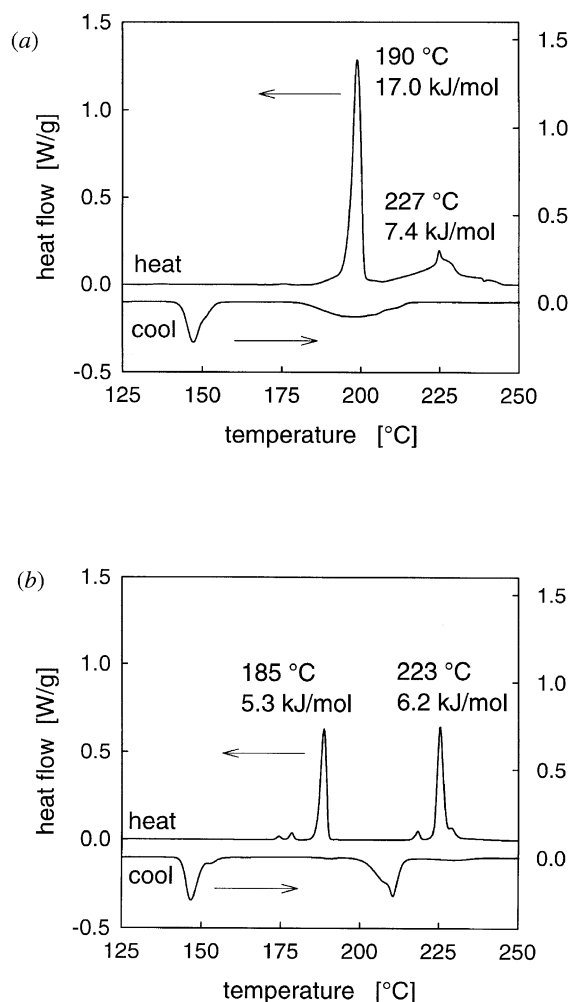 (a)
1.5
1.0
0.5
0.0
-0.5
heat flow [W/g]
1.5
1.0
0.5
0.0
190 °C
17.0 kJ/mol
227 °C
7.4 kJ/mol
heat
cool
125 150 175 200 225 250
temperature [°C]
(b)
1.5
1.0
0.5
0.0
-0.5
heat flow [W/g]
1.5
1.0
0.5
0.0
185 °C 223 °C
5.3 kJ/mol 6.2 kJ/mol
heat
cool
125 150 175 200 225 250
temperature [°C]